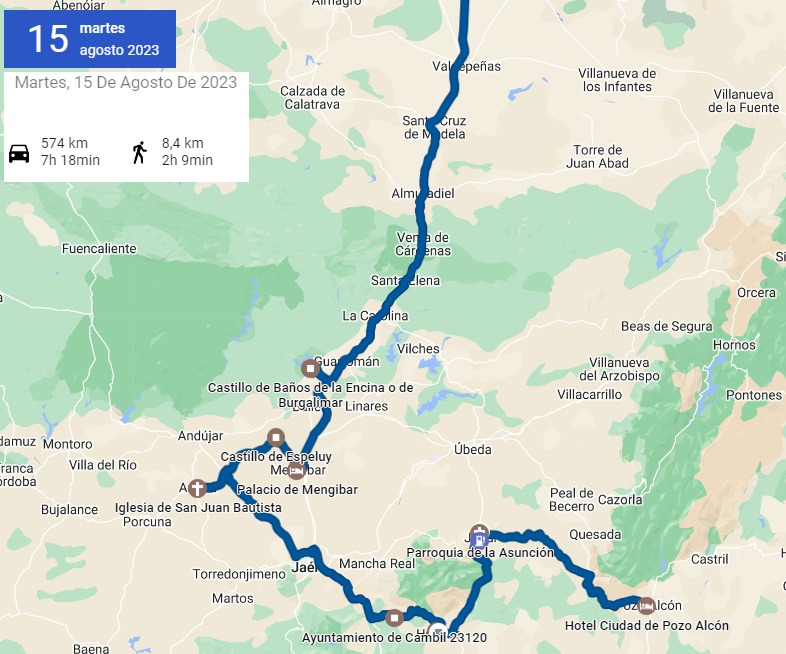 Abenójar
Almagro
15
martes
agosto 2023
Martes, 15 De Agosto De 2023
574 km
7h 18min
8,4 km
2h 9min
Valdepeñas
Villanueva de
los Infantes
Villanueva
de la Fuente
Calzada de
Calatrava
Santa Cruz
de Mudela
Torre de
Juan Abad
Almuradiel
Venta de
Cárdenas
Fuencaliente
Santa Elena
Orcera
La Carolina
Beas de Segura
Hornos
Vilches
Guarromán
Villanueva
del Arzobispo
Castillo de Baños de la Encina o de
Burgalimar
Linares
Villacarrillo
Pontones
Andújar
Montoro
Úbeda
Castillo de Espeluy
Villa del Río
Mengíbar
Palacio de Mengibar
Iglesia de San Juan Bautista
Bujalance
Porcuna
Peal de
Becerro
Cazorla
Quesada
Parroquia de la Asunción
Castril
Mancha Real
Jaén
Torredonjimeno
Martos
Pozo Alcón
Hotel Ciudad de Pozo Alcón
Ayuntamiento de Cambil 23120
Baena